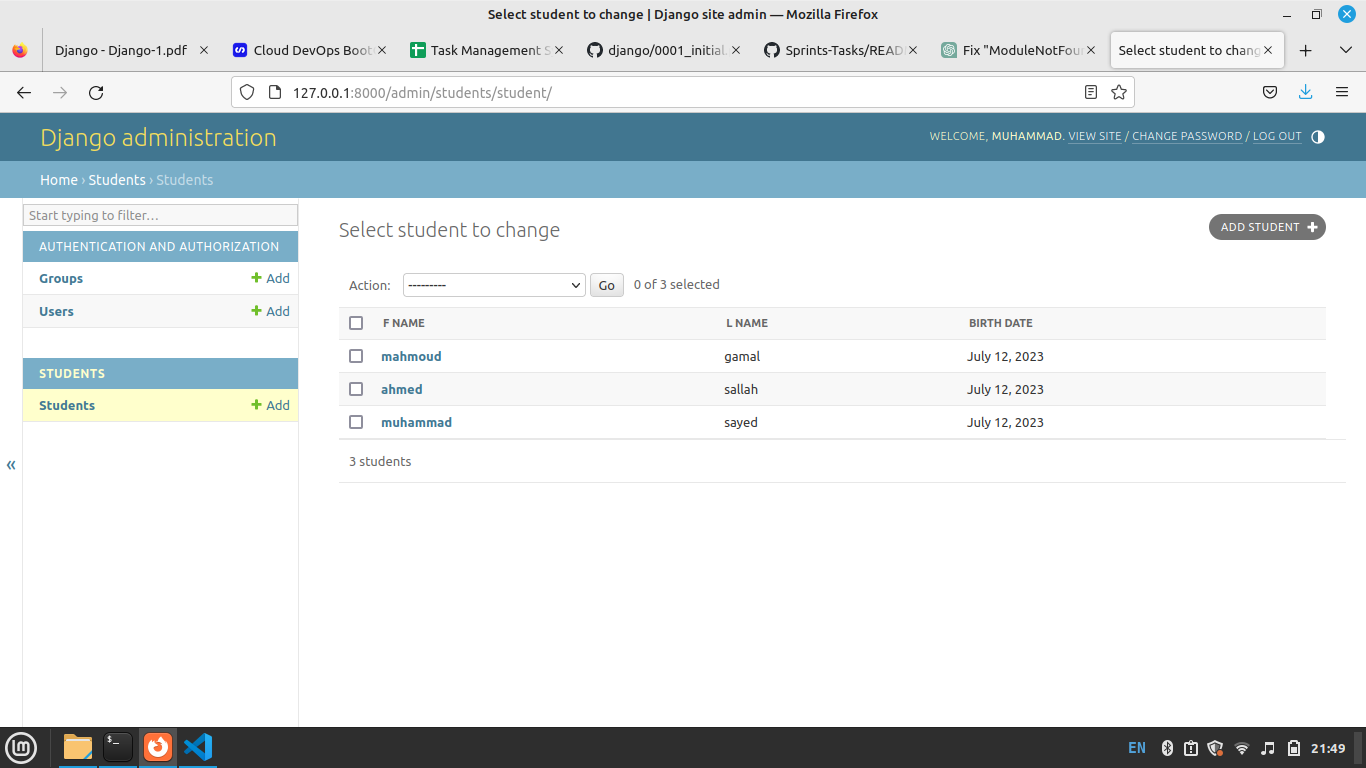 Select student to change | Django site admin — Mozilla Firefox
Django - Django-1.pdf
Cloud DevOps Boot
Task Management S
django/0001_initial.
Sprints-Tasks/READ
Fix "ModuleNotFou
Select student to chang
127.0.0.1:8000/admin/students/student/
Django administration
WELCOME, MUHAMMAD. VIEW SITE / CHANGE PASSWORD / LOG OUT
Home › Students › Students
Start typing to filter…
AUTHENTICATION AND AUTHORIZATION
Groups + Add
Users + Add
STUDENTS
Students + Add
«
Select student to change
ADD STUDENT +
Action: --------- Go 0 of 3 selected
F NAME L NAME BIRTH DATE
mahmoud gamal July 12, 2023
ahmed sallah July 12, 2023
muhammad sayed July 12, 2023
3 students
EN 21:49